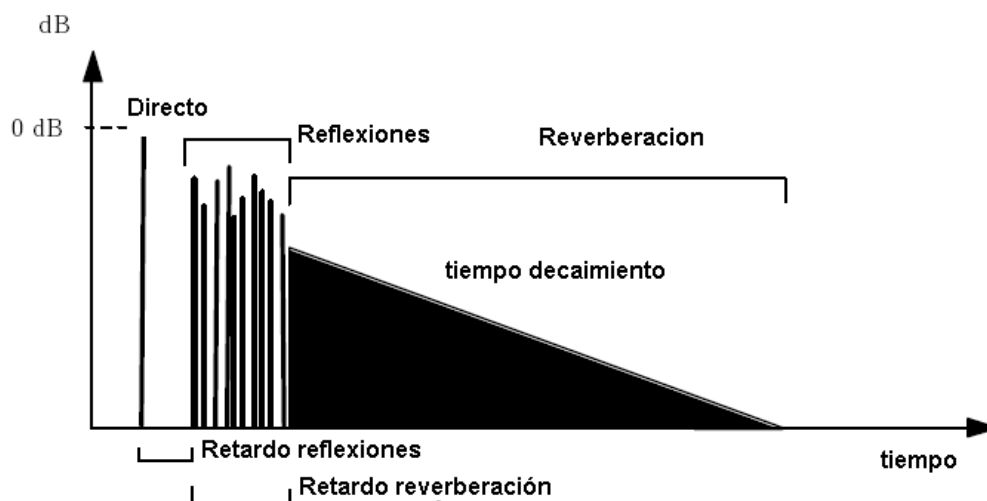 dB
Directo
0 dB
Reflexiones
Reverberacion
tiempo decaimiento
Retardo reflexiones
tiempo
Retardo reverberación